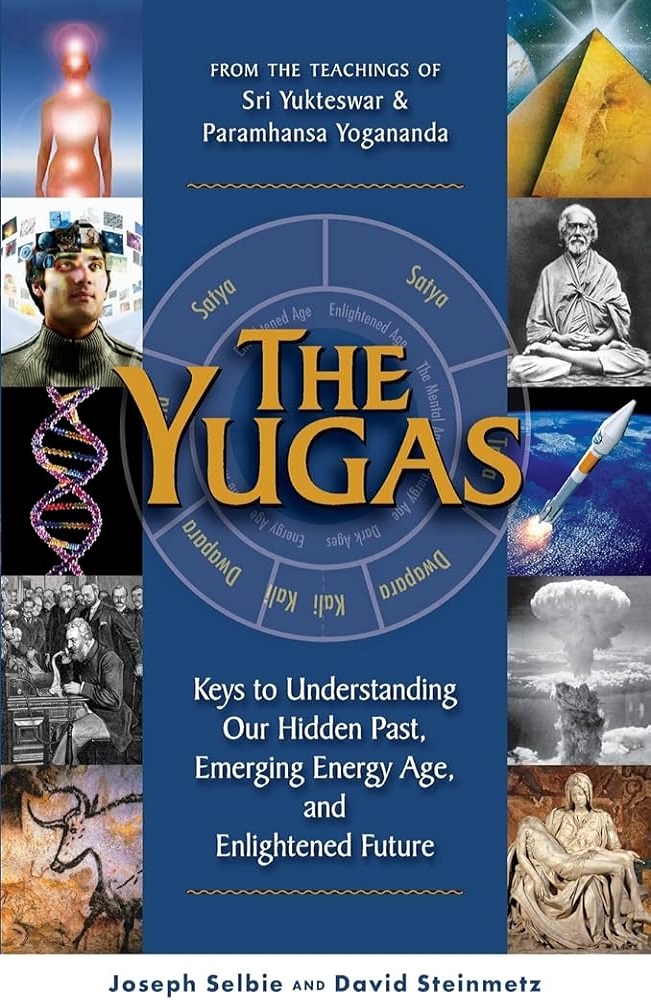 FROM THE TEACHINGS OF
Sri Yukteswar &
Paramhansa Yogananda
Satya
Satya
Enlightened Age
THE
YUGAS
Dwapara
Kali
Kali
Dwapara
Energy Age
Dark Ages
Energy Age
Keys to Understanding
Our Hidden Past,
Emerging Energy Age,
and
Enlightened Future
Joseph Selbie AND David Steinmetz